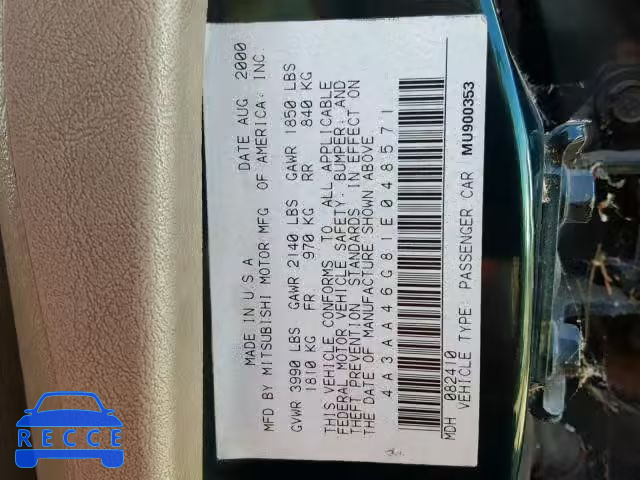 MADE IN U S A DATE AUG 2000
MFD BY MITSUBISHI MOTOR MFG OF AMERICA: INC.
GVWR 3990 LBS GAWR 2140 LBS GAWR 1850 LBS
1810 KG FR: 970 KG RR 840 KG
THIS VEHICLE CONFORMS TO ALL APPLICABLE
FEDERAL MOTOR VEHICLE SAFETY, BUMPER, AND
THEFT PREVENTION STANDARDS IN EFFECT ON
THE DATE OF MANUFACTURE SHOWN ABOVE
4A3AA46G81E048571
MDH 082410
VEHICLE TYPE: PASSENGER CAR MU900353
RECCE